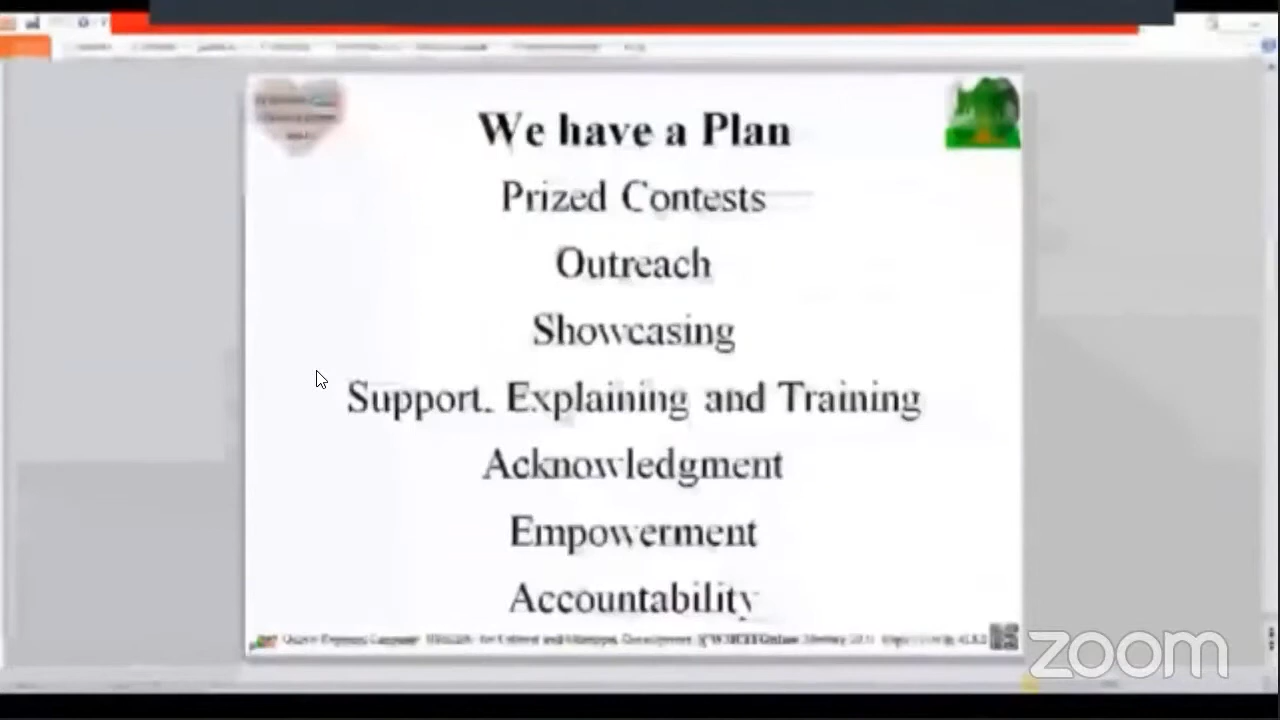 We have a Plan
Prized Contests
Outreach
Showcasing
Support. Explaining and Training
Acknowledgment
Empowerment
Accountability
zoom